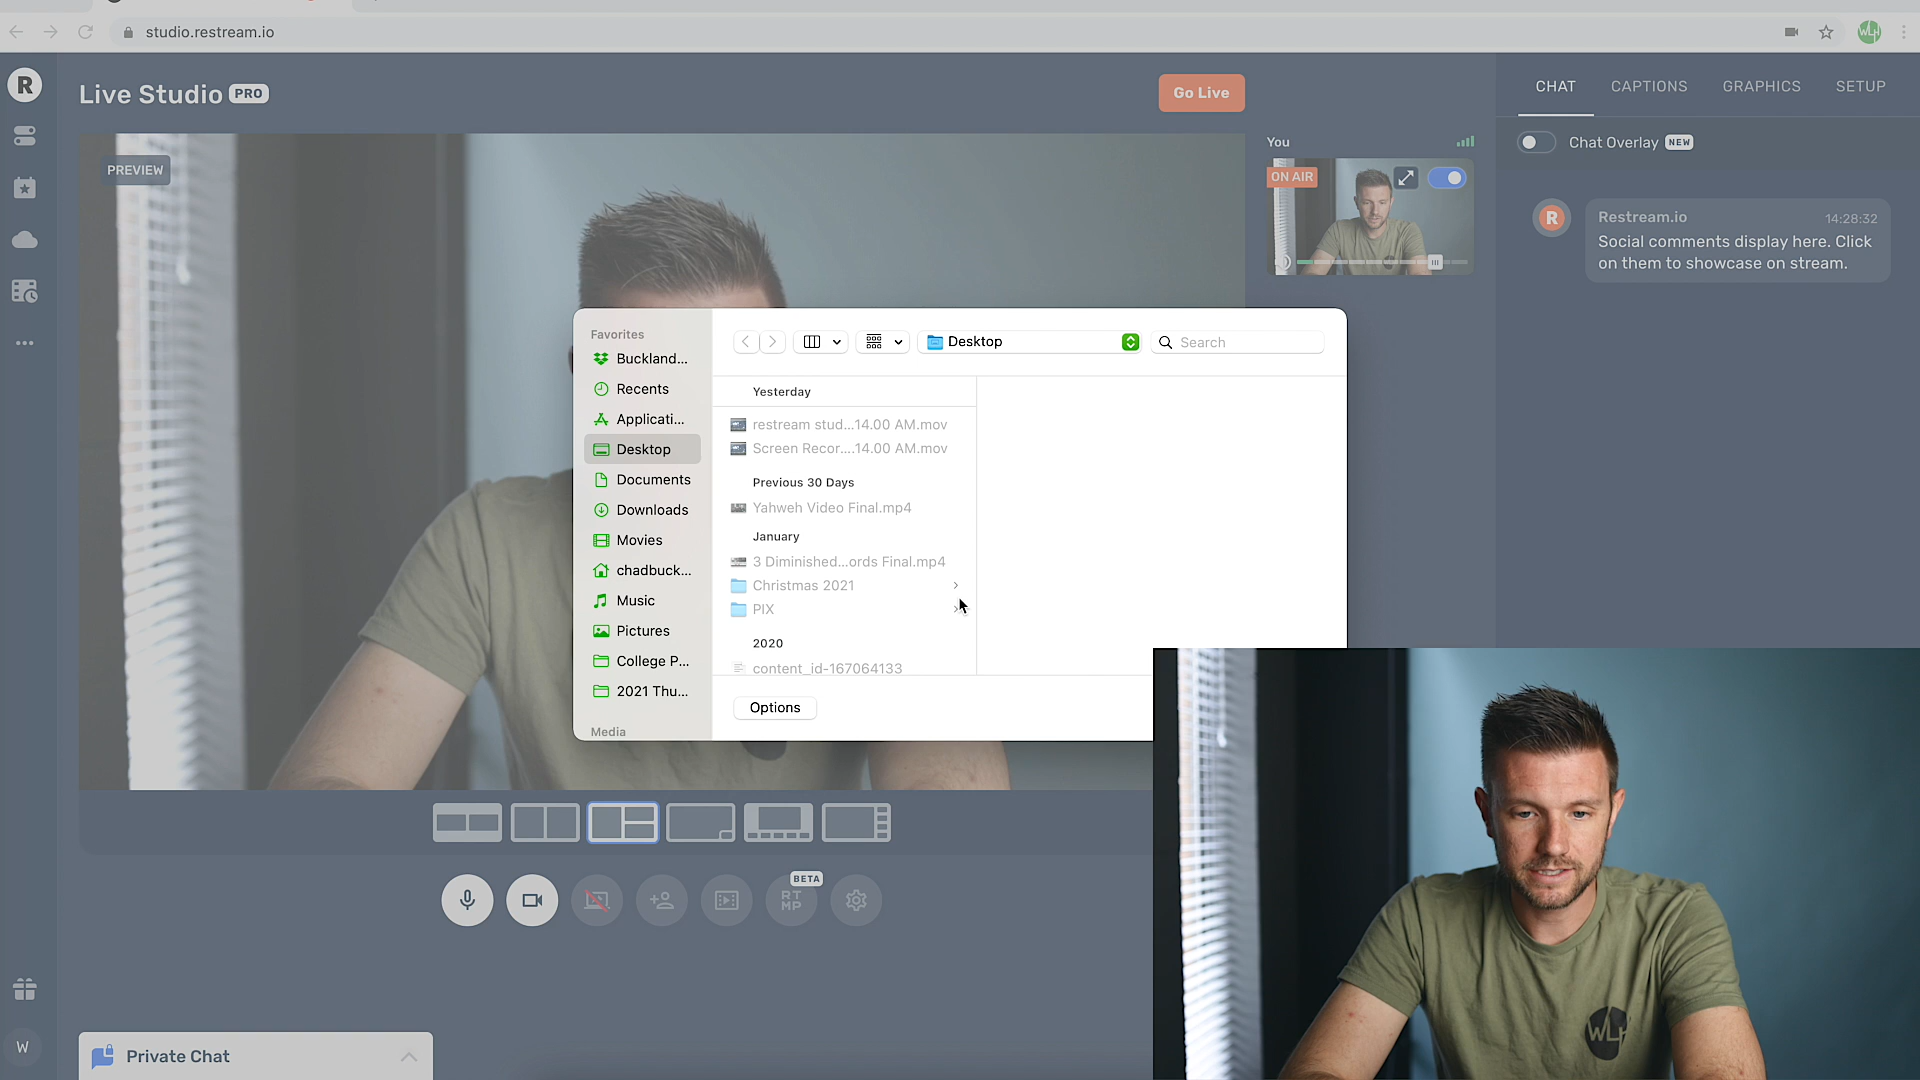 studio.restream.io
WLH
R
Live Studio PRO
Go Live
CHAT CAPTIONS GRAPHICS SETUP
PREVIEW
You
Chat Overlay NEW
ON AIR
R
Restream.io 14:28:32
Social comments display here. Click
on them to showcase on stream.
Favorites
Buckland...
Recents
Applicati...
Desktop
Documents
Downloads
Movies
chadbuck...
Music
Pictures
College P...
2021 Thu...
Media
Desktop
Search
Yesterday
restream stud...14.00 AM.mov
Screen Recor....14.00 AM.mov
Previous 30 Days
Yahweh Video Final.mp4
January
3 Diminished...ords Final.mp4
Christmas 2021
PIX
2020
content_id-167064133
Options
BETA
RT
MP
W
Private Chat
WLH